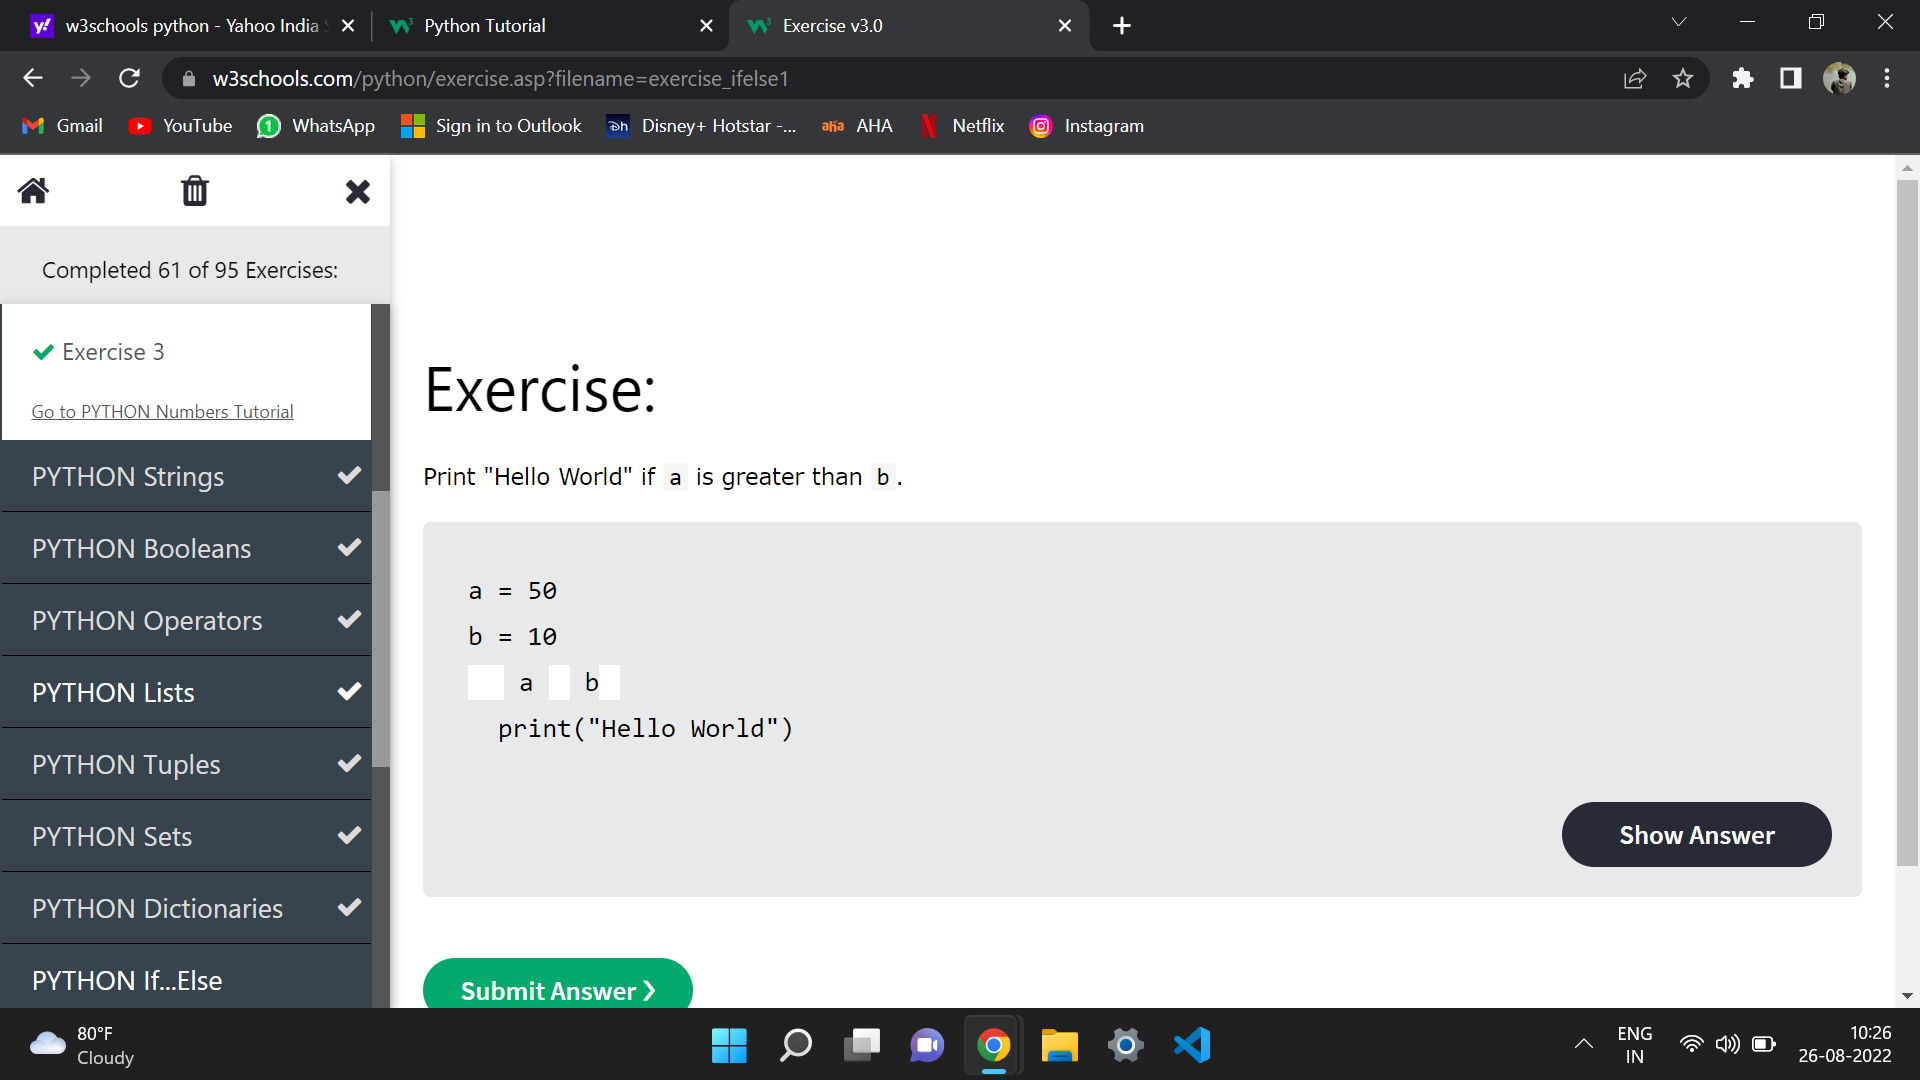 w3schools python - Yahoo India
Python Tutorial
Exercise v3.0
w3schools.com/python/exercise.asp?filename=exercise_ifelse1
Gmail
YouTube
WhatsApp
Sign in to Outlook
Disney+ Hotstar -...
AHA
Netflix
Instagram
Completed 61 of 95 Exercises:
Exercise 3
Go to PYTHON Numbers Tutorial
PYTHON Strings
PYTHON Booleans
PYTHON Operators
PYTHON Lists
PYTHON Tuples
PYTHON Sets
PYTHON Dictionaries
PYTHON If...Else
Exercise:
Print "Hello World" if a is greater than b.
a = 50
b = 10
a b
print("Hello World")
Show Answer
Submit Answer ❯
80°F
Cloudy
ENG
IN
10:26
26-08-2022